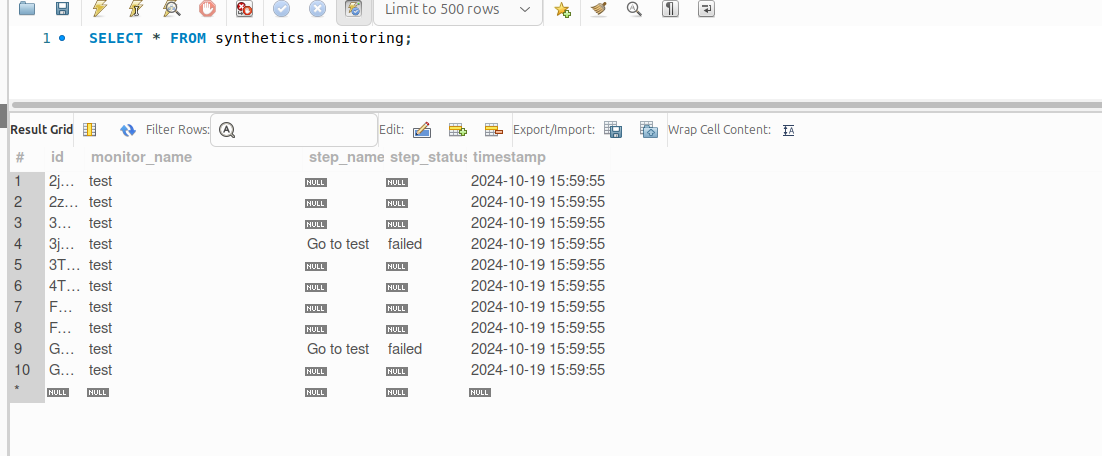 Limit to 500 rows
1 SELECT * FROM synthetics.monitoring;
Result Grid Filter Rows: Edit: Export/Import: Wrap Cell Content:
# id monitor_name step_name step_status timestamp
1 2j... test NULL NULL 2024-10-19 15:59:55
2 2z... test NULL NULL 2024-10-19 15:59:55
3 3... test NULL NULL 2024-10-19 15:59:55
4 3j... test Go to test failed 2024-10-19 15:59:55
5 3T... test NULL NULL 2024-10-19 15:59:55
6 4T... test NULL NULL 2024-10-19 15:59:55
7 F... test NULL NULL 2024-10-19 15:59:55
8 F... test NULL NULL 2024-10-19 15:59:55
9 G... test Go to test failed 2024-10-19 15:59:55
10 G... test NULL NULL 2024-10-19 15:59:55
* NULL NULL NULL NULL NULL